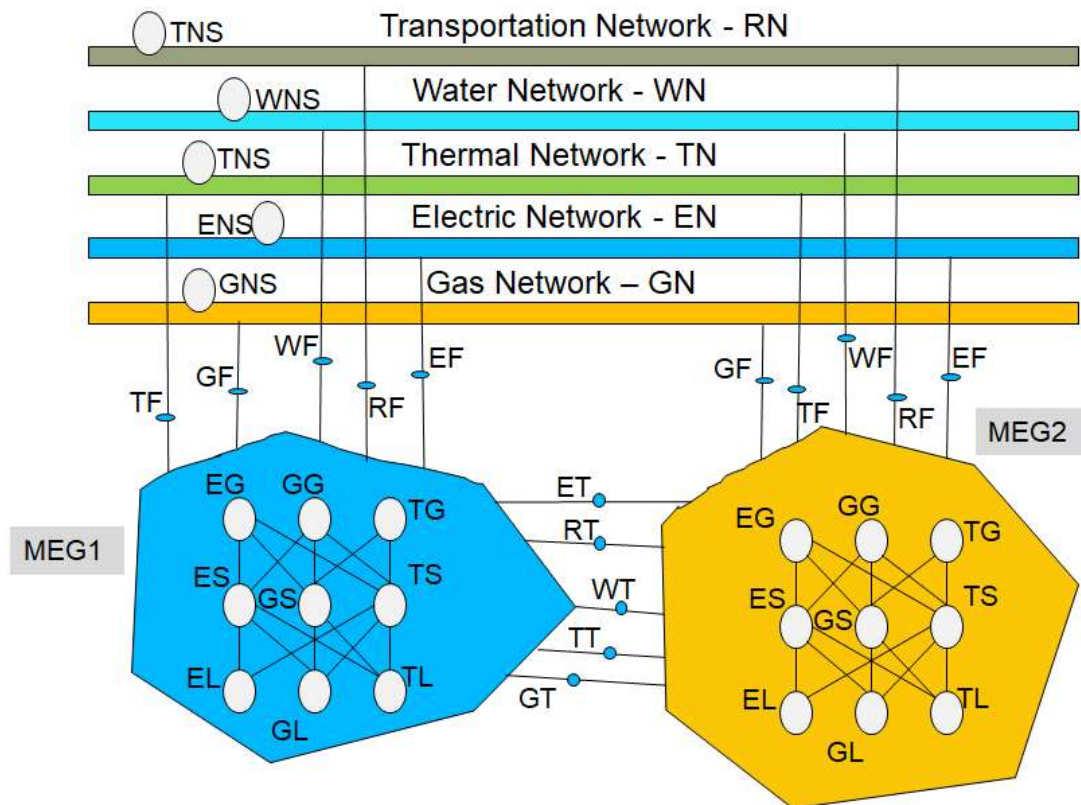 TNS
Transportation Network - RN
Water Network - WN
WNS
TNS
Thermal Network - TN
ENS
Electric Network - EN
GNS
Gas Network – GN
TF
GF
WF
RF
EF
GF
TF
WF
RF
EF
MEG1
MEG2
EG
GG
TG
ES
GS
TS
EL
GL
TL
ET
RT
WT
TT
GT
EG
GG
TG
ES
GS
TS
EL
GL
TL